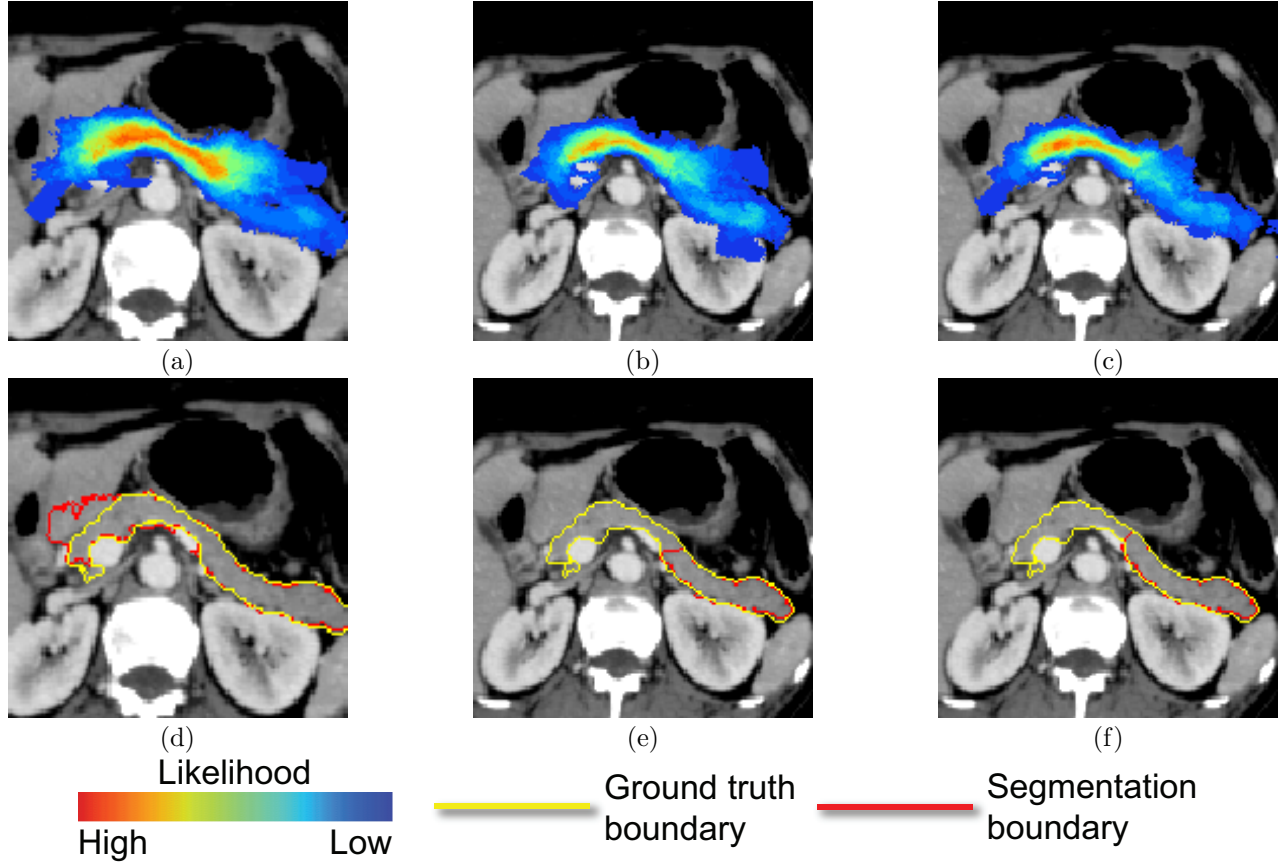 (a)
(b)
(c)
(d)
(e)
(f)
Likelihood
High
Low
Ground truth
boundary
Segmentation
boundary